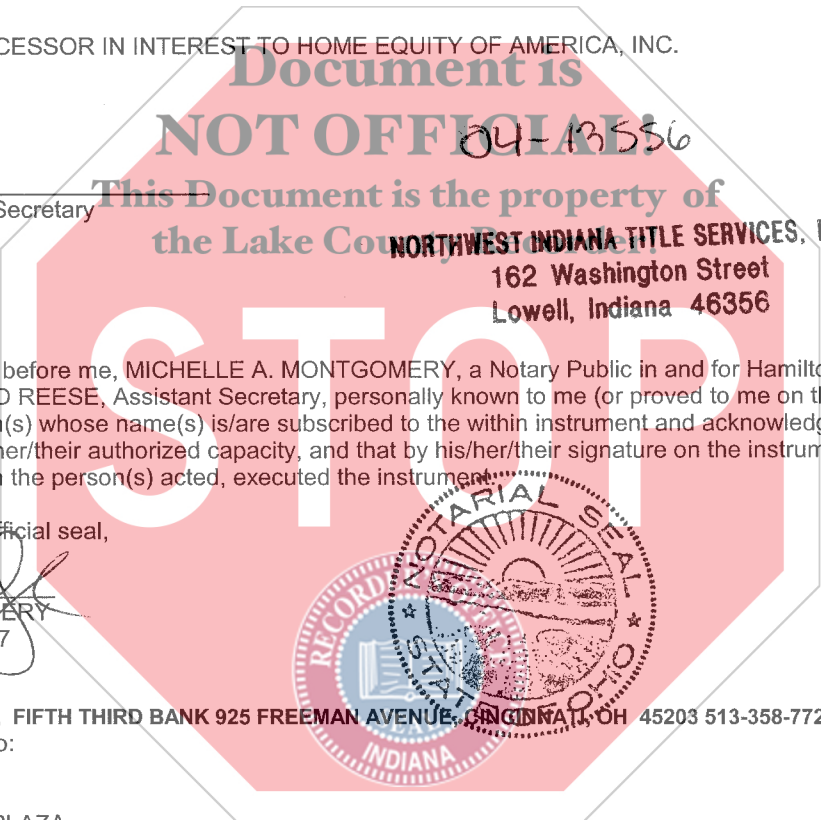 CESSOR IN INTEREST TO HOME EQUITY OF AMERICA, INC.
Document is
NOT OFFICIAL!
04-13556
This Document is the property of
Secretary
the Lake County Recorder!
NORTHWEST INDIANA TITLE SERVICES,
162 Washington Street
Lowell, Indiana 46356
STOP
before me, MICHELLE A. MONTGOMERY, a Notary Public in and for Hamilto
D REESE, Assistant Secretary, personally known to me (or proved to me on th
n(s) whose name(s) is/are subscribed to the within instrument and acknowledg
her/their authorized capacity, and that by his/her/their signature on the instrum
the person(s) acted, executed the instrument.
NOTARIAL SEAL
STATE OF OHIO
fficial seal,
ERY
7
RECORDER'S OFFICE
SEAL
INDIANA
FIFTH THIRD BANK 925 FREEMAN AVENUE, CINCINNATI, OH 45203 513-358-772
o:
PLAZA